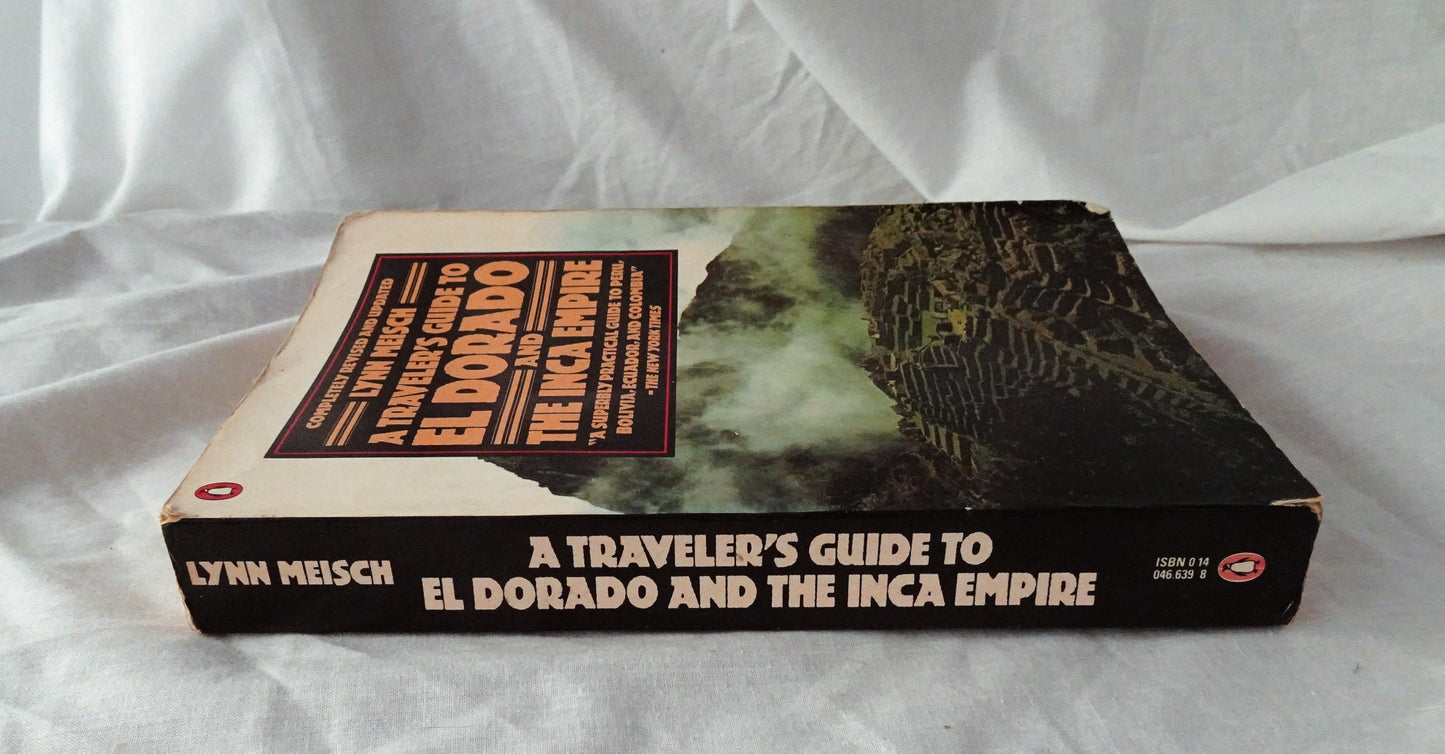 COMPLETELY REVISED AND UPDATED
LYNN MEISCH
A TRAVELER'S GUIDE TO
EL DORADO
AND
THE INCA EMPIRE
"A SUPERBLY PRACTICAL GUIDE TO PERU,
BOLIVIA, ECUADOR, AND COLOMBIA"
-THE NEW YORK TIMES
LYNN MEISCH
A TRAVELER'S GUIDE TO
EL DORADO AND THE INCA EMPIRE
ISBN 0 14
046.639 8